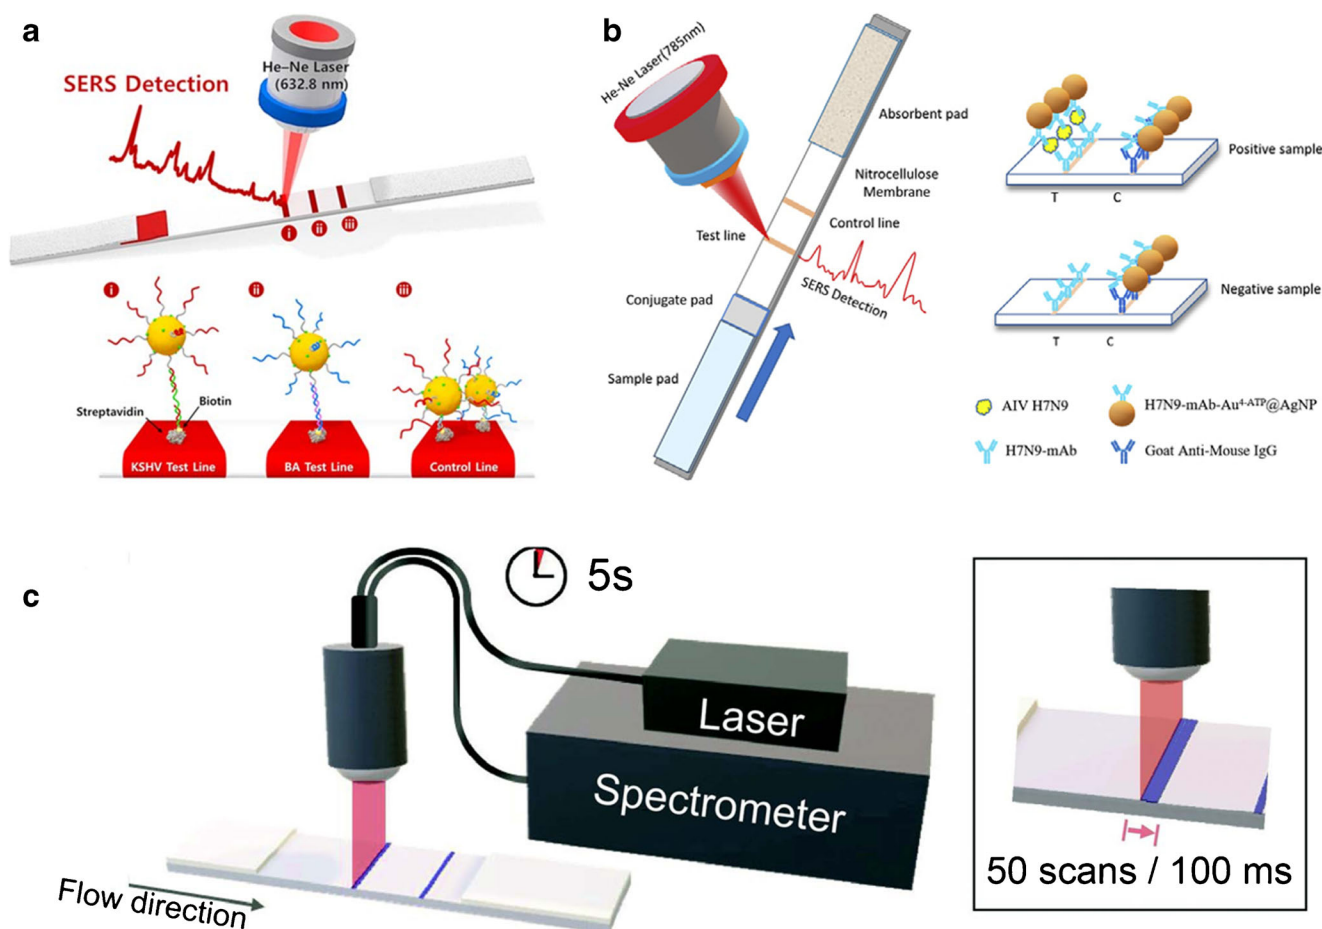 a
He–Ne Laser
(632.8 nm)
SERS Detection
i
ii
iii
i
ii
iii
Streptavidin
Biotin
KSHV Test Line
BA Test Line
Control Line
b
He-Ne Laser(785nm)
Absorbent pad
Nitrocellulose
Membrane
Control line
Test line
SERS Detection
Conjugate pad
Sample pad
Positive sample
T
C
Negative sample
T
C
AIV H7N9
H7N9-mAb-Au⁴⁻ᴬᵀᴾ@AgNP
H7N9-mAb
Goat Anti-Mouse IgG
c
5s
Laser
Spectrometer
Flow direction
50 scans / 100 ms